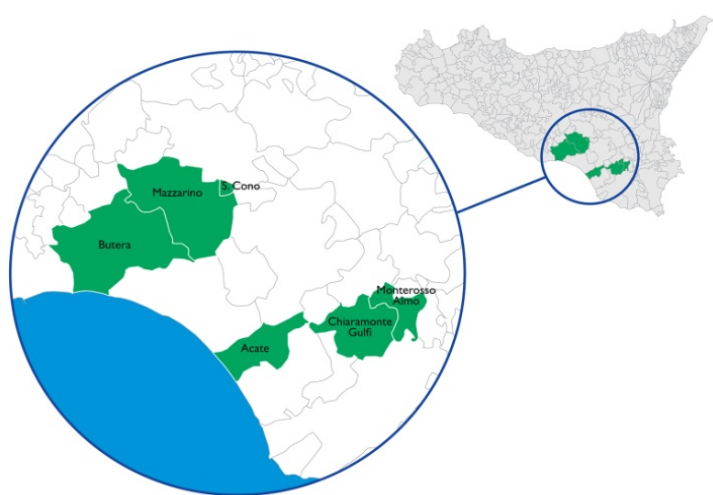 Mazzarino
S. Cono
Butera
Monterosso
Almo
Chiaramonte
Gulfi
Acate